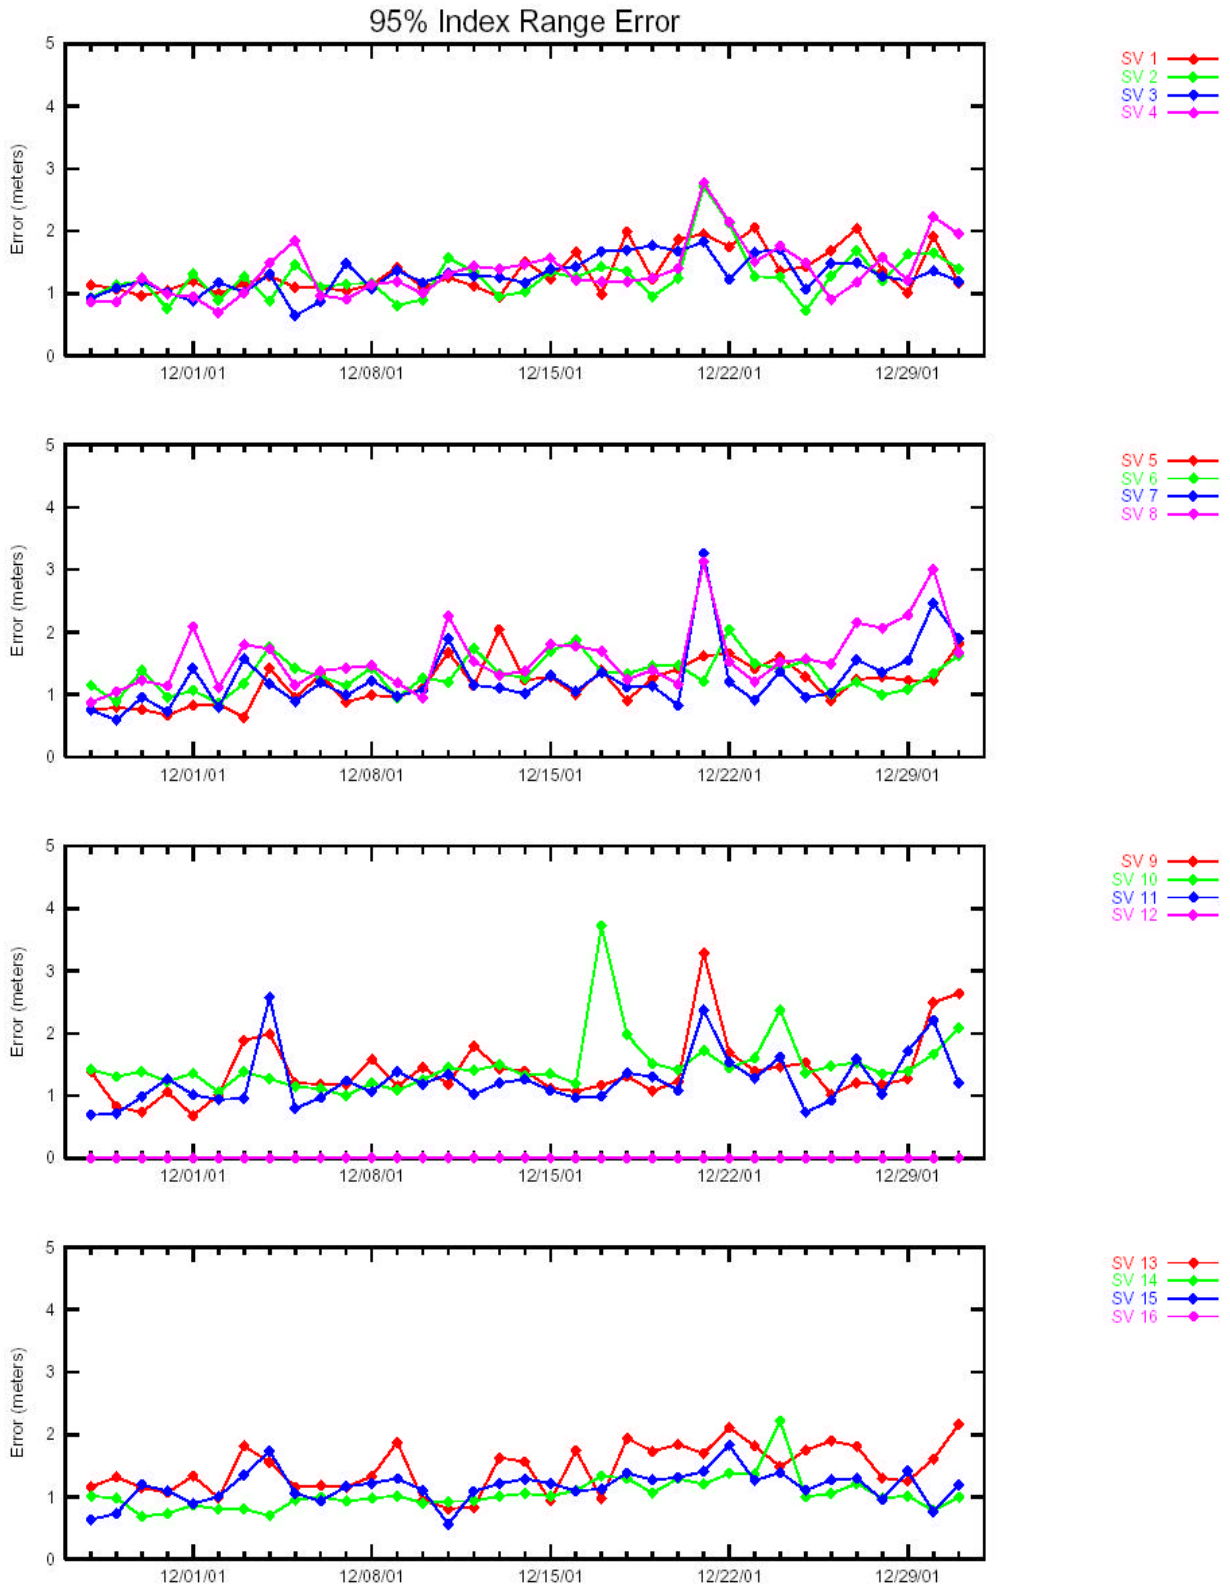 95% Index Range Error
5
4
3
2
1
0
Error (meters)
12/01/01 12/08/01 12/15/01 12/22/01 12/29/01
SV 1
SV 2
SV 3
SV 4
5
4
3
2
1
0
Error (meters)
12/01/01 12/08/01 12/15/01 12/22/01 12/29/01
SV 5
SV 6
SV 7
SV 8
5
4
3
2
1
0
Error (meters)
12/01/01 12/08/01 12/15/01 12/22/01 12/29/01
SV 9
SV 10
SV 11
SV 12
5
4
3
2
1
0
Error (meters)
12/01/01 12/08/01 12/15/01 12/22/01 12/29/01
SV 13
SV 14
SV 15
SV 16